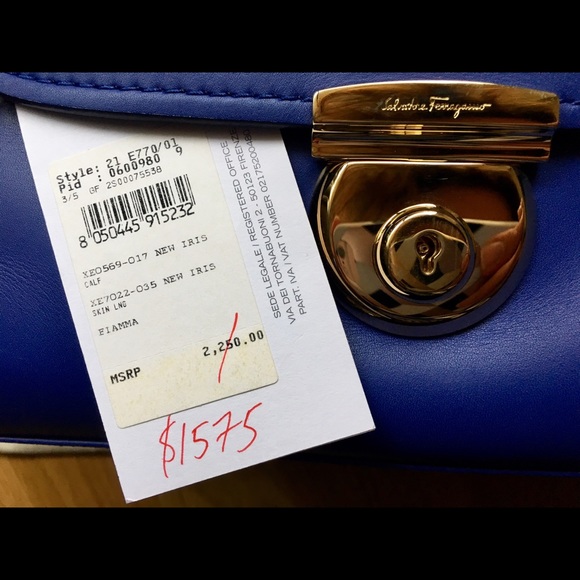 Salvatore Ferragamo
Style: 21 E770/01
Pid : 0600980 9
3/5 GF 2S00075538
8 050445 915232
XE0569-017 NEW IRIS
CALF
XE7022-035 NEW IRIS
SKIN LNG
FIAMMA
MSRP 2,250.00
$1575
SEDE LEGALE / REGISTERED OFFICE
VIA DEI TORNABUONI 2 - 50123 FIRENZE
PART. IVA / VAT NUMBER